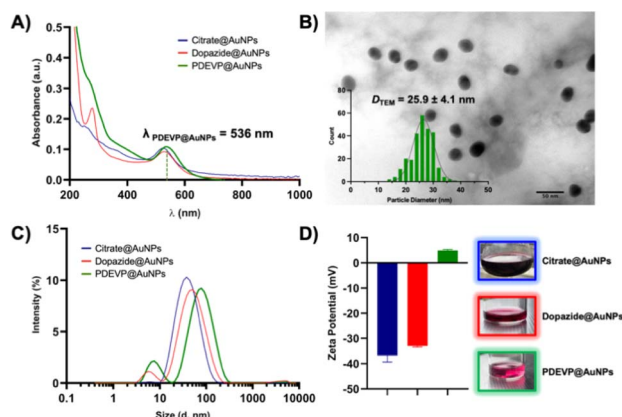 A)
Citrate@AuNPs
Dopazide@AuNPs
PDEVP@AuNPs
λ PDEVP@AuNPs = 536 nm
Absorbance (a.u.)
0.5
0.4
0.3
0.2
0.1
0.0
200
400
600
800
1000
λ (nm)
B)
D TEM = 25.9 ± 4.1 nm
Count
80
60
40
20
0
0
10
20
30
40
50
Particle Diameter (nm)
50 nm
C)
Citrate@AuNPs
Dopazide@AuNPs
PDEVP@AuNPs
Intensity (%)
15
10
5
0
0.1
1
10
100
1000
10000
Size (d. nm)
D)
Zeta Potential (mV)
10
0
-10
-20
-30
-40
-50
Citrate@AuNPs
Dopazide@AuNPs
PDEVP@AuNPs